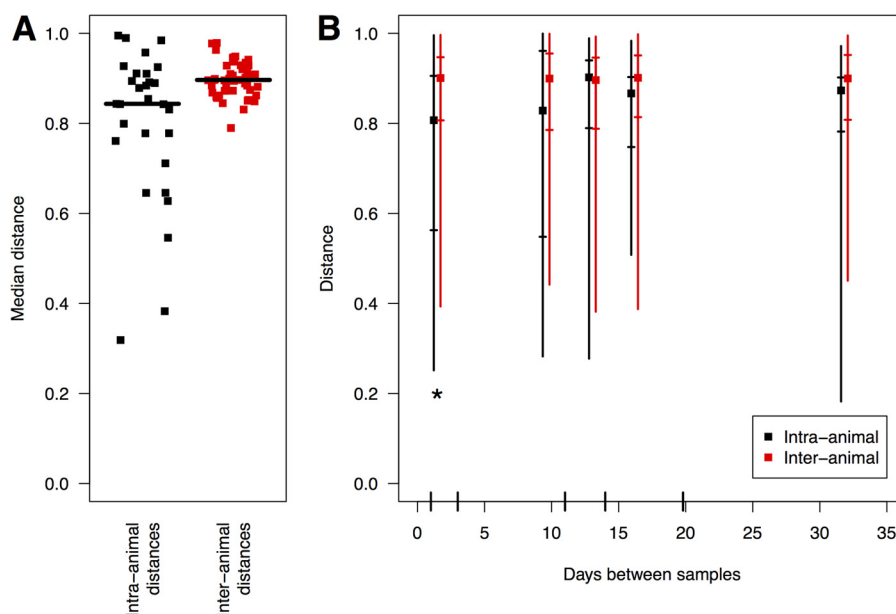 A
B
1.0
0.8
0.6
0.4
0.2
0.0
Median distance
Intra-animal
distances
Inter-animal
distances
1.0
0.8
0.6
0.4
0.2
0.0
Distance
*
Intra-animal
Inter-animal
0 5 10 15 20 25 30 35
Days between samples